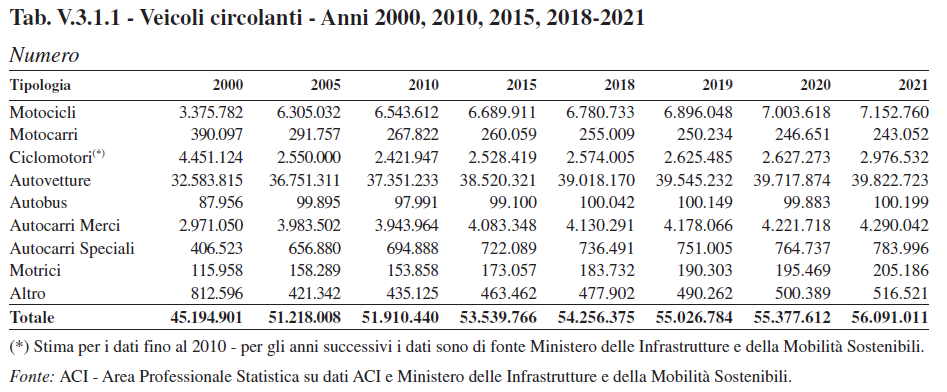 Tab. V.3.1.1 - Veicoli circolanti - Anni 2000, 2010, 2015, 2018-2021
Numero
Tipologia 2000 2005 2010 2015 2018 2019 2020 2021
Motocicli 3.375.782 6.305.032 6.543.612 6.689.911 6.780.733 6.896.048 7.003.618 7.152.760
Motocarri 390.097 291.757 267.822 260.059 255.009 250.234 246.651 243.052
Ciclomotori(*) 4.451.124 2.550.000 2.421.947 2.528.419 2.574.005 2.625.485 2.627.273 2.976.532
Autovetture 32.583.815 36.751.311 37.351.233 38.520.321 39.018.170 39.545.232 39.717.874 39.822.723
Autobus 87.956 99.895 97.991 99.100 100.042 100.149 99.883 100.199
Autocarri Merci 2.971.050 3.983.502 3.943.964 4.083.348 4.130.291 4.178.066 4.221.718 4.290.042
Autocarri Speciali 406.523 656.880 694.888 722.089 736.491 751.005 764.737 783.996
Motrici 115.958 158.289 153.858 173.057 183.732 190.303 195.469 205.186
Altro 812.596 421.342 435.125 463.462 477.902 490.262 500.389 516.521
Totale 45.194.901 51.218.008 51.910.440 53.539.766 54.256.375 55.026.784 55.377.612 56.091.011
(*) Stima per i dati fino al 2010 - per gli anni successivi i dati sono di fonte Ministero delle Infrastrutture e della Mobilità Sostenibili.
Fonte: ACI - Area Professionale Statistica su dati ACI e Ministero delle Infrastrutture e della Mobilità Sostenibili.